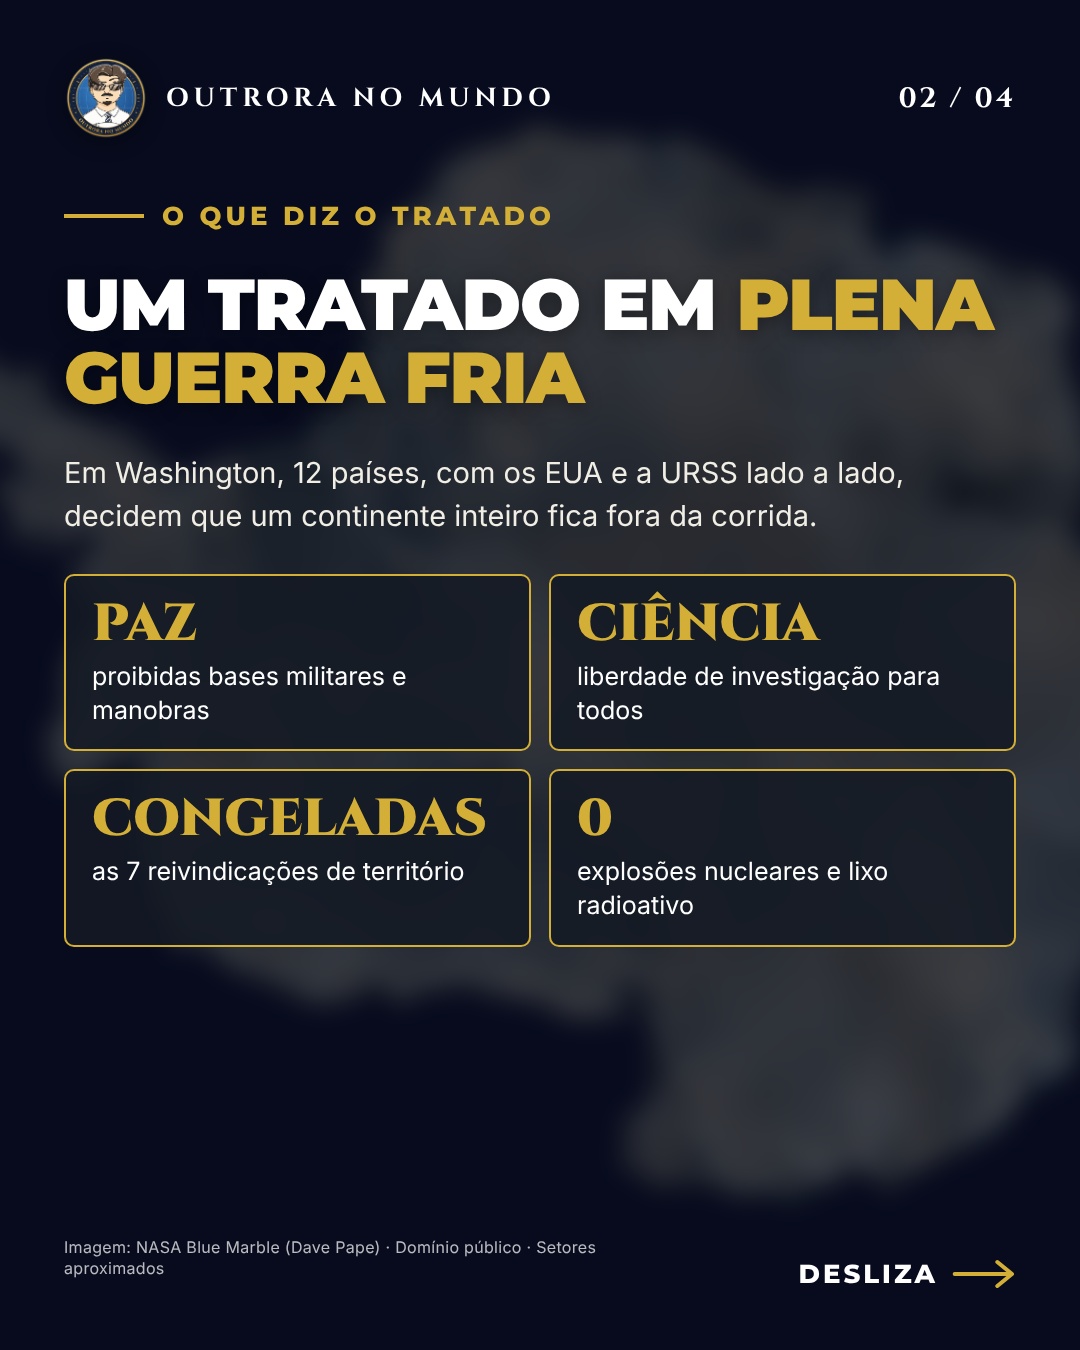 OUTRORA NO MUNDO
02 / 04
O QUE DIZ O TRATADO
UM TRATADO EM PLENA
GUERRA FRIA
Em Washington, 12 países, com os EUA e a URSS lado a lado,
decidem que um continente inteiro fica fora da corrida.
PAZ
proibidas bases militares e
manobras
CIÊNCIA
liberdade de investigação para
todos
CONGELADAS
as 7 reivindicações de território
0
explosões nucleares e lixo
radioativo
Imagem: NASA Blue Marble (Dave Pape) · Domínio público · Setores
aproximados
DESLIZA